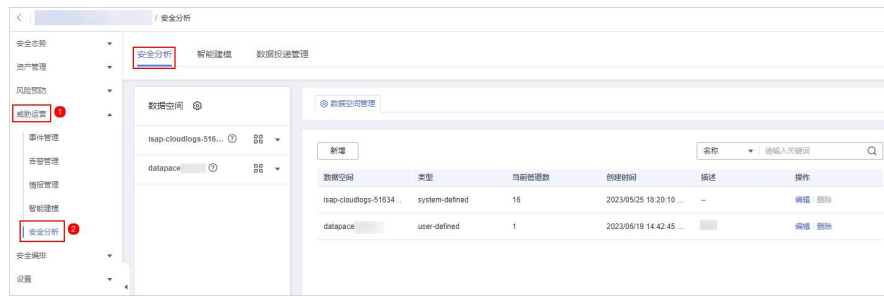 / 安全分析
安全态势
资产管理
风险预防
威胁运营 1
事件管理
告警管理
情报管理
智能建模
安全分析 2
安全编排
设置
安全分析 智能建模 数据投递管理
数据空间
isap-cloudlogs-516...
datapace
数据空间管理
新增
名称 请输入关键词
数据空间 类型 当前管道数 创建时间 描述 操作
isap-cloudlogs-51634... system-defined 16 2023/05/25 18:20:10 ... -- 编辑 删除
datapace user-defined 1 2023/06/19 14:42:45 ... 编辑 删除